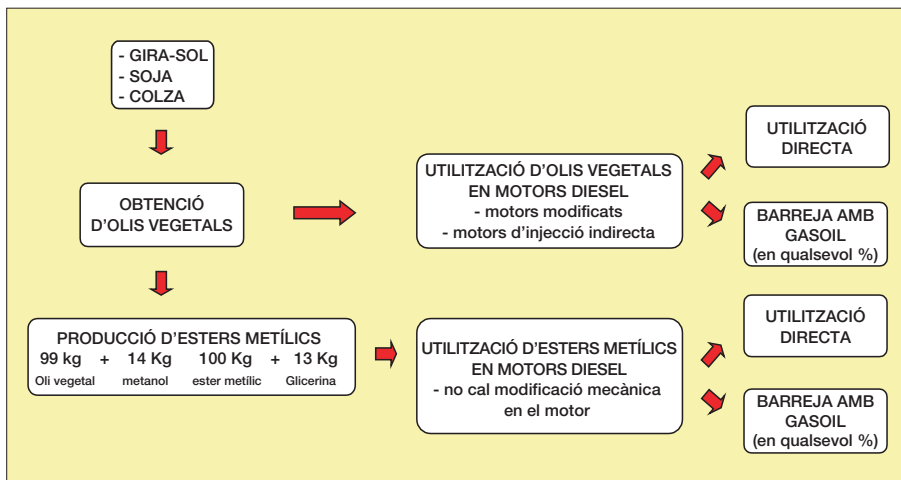 - GIRA-SOL
- SOJA
- COLZA
OBTENCIÓ
D'OLIS VEGETALS
UTILITZACIÓ D'OLIS VEGETALS
EN MOTORS DIESEL
- motors modificats
- motors d'injecció indirecta
UTILITZACIÓ
DIRECTA
BARREJA AMB
GASOIL
(en qualsevol %)
PRODUCCIÓ D'ESTERS METÍLICS
99 kg + 14 Kg 100 Kg + 13 Kg
Oli vegetal metanol ester metílic Glicerina
UTILITZACIÓ D'ESTERS METÍLICS
EN MOTORS DIESEL
- no cal modificació mecànica
en el motor
UTILITZACIÓ
DIRECTA
BARREJA AMB
GASOIL
(en qualsevol %)